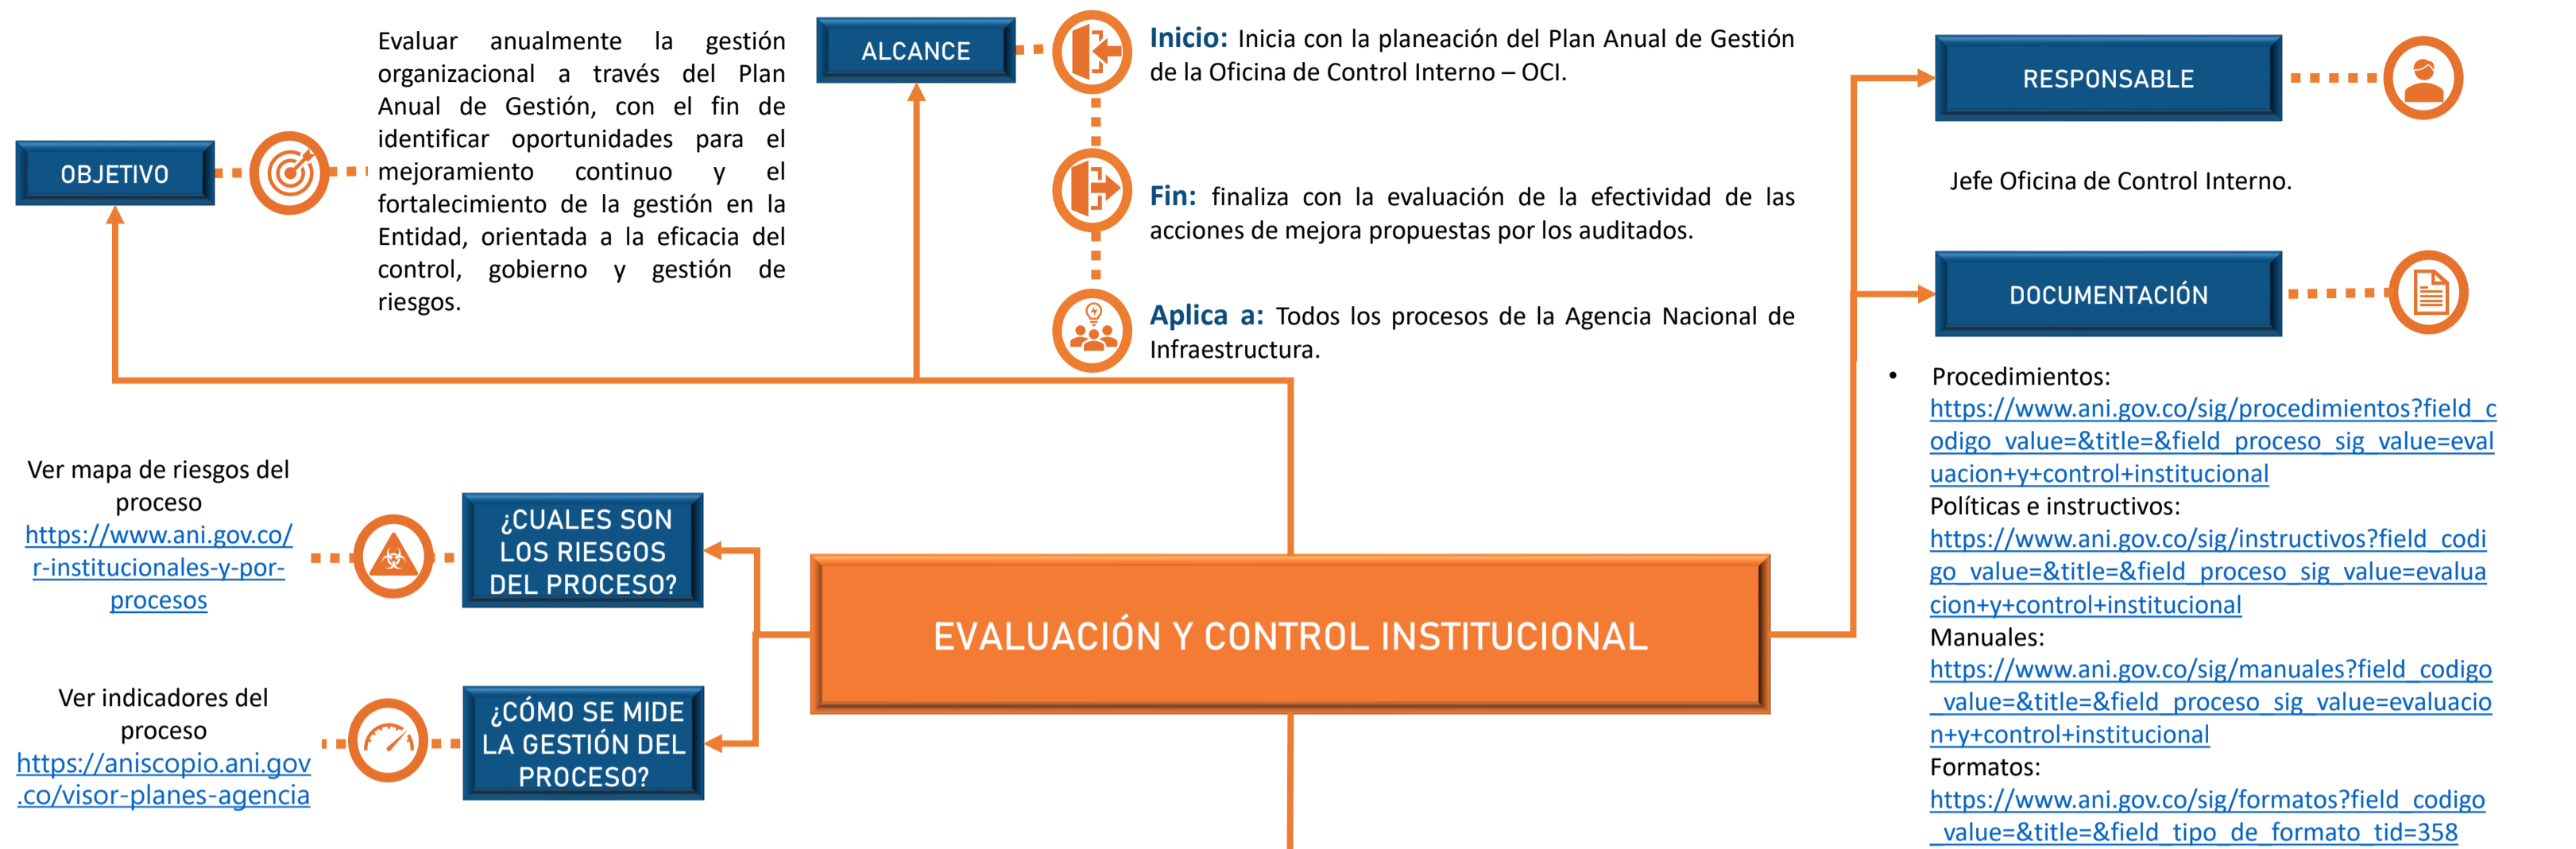 OBJETIVO
Evaluar anualmente la gestión
organizacional a través del Plan
Anual de Gestión, con el fin de
identificar oportunidades para el
mejoramiento continuo y el
fortalecimiento de la gestión en la
Entidad, orientada a la eficacia del
control, gobierno y gestión de
riesgos.
ALCANCE
Inicio: Inicia con la planeación del Plan Anual de Gestión
de la Oficina de Control Interno – OCI.
Fin: finaliza con la evaluación de la efectividad de las
acciones de mejora propuestas por los auditados.
Aplica a: Todos los procesos de la Agencia Nacional de
Infraestructura.
RESPONSABLE
Jefe Oficina de Control Interno.
DOCUMENTACIÓN
• Procedimientos:
https://www.ani.gov.co/sig/procedimientos?field_c
odigo_value=&title=&field_proceso_sig_value=eval
uacion+y+control+institucional
Políticas e instructivos:
https://www.ani.gov.co/sig/instructivos?field_codi
go_value=&title=&field_proceso_sig_value=evalua
cion+y+control+institucional
Manuales:
https://www.ani.gov.co/sig/manuales?field_codigo
_value=&title=&field_proceso_sig_value=evaluacio
n+y+control+institucional
Formatos:
https://www.ani.gov.co/sig/formatos?field_codigo
_value=&title=&field_tipo_de_formato_tid=358
Ver mapa de riesgos del
proceso
https://www.ani.gov.co/
r-institucionales-y-por-
procesos
¿CUALES SON
LOS RIESGOS
DEL PROCESO?
EVALUACIÓN Y CONTROL INSTITUCIONAL
Ver indicadores del
proceso
https://aniscopio.ani.gov
.co/visor-planes-agencia
¿CÓMO SE MIDE
LA GESTIÓN DEL
PROCESO?